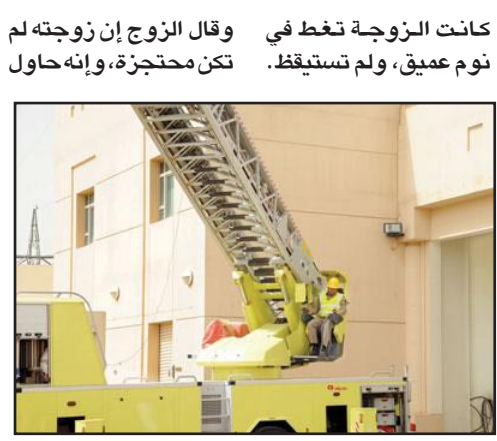 كانت الزوجة تغط في
نوم عميق، ولم تستيقظ.
وقال الزوج إن زوجته لم
تكن محتجزة، وإنه حاول